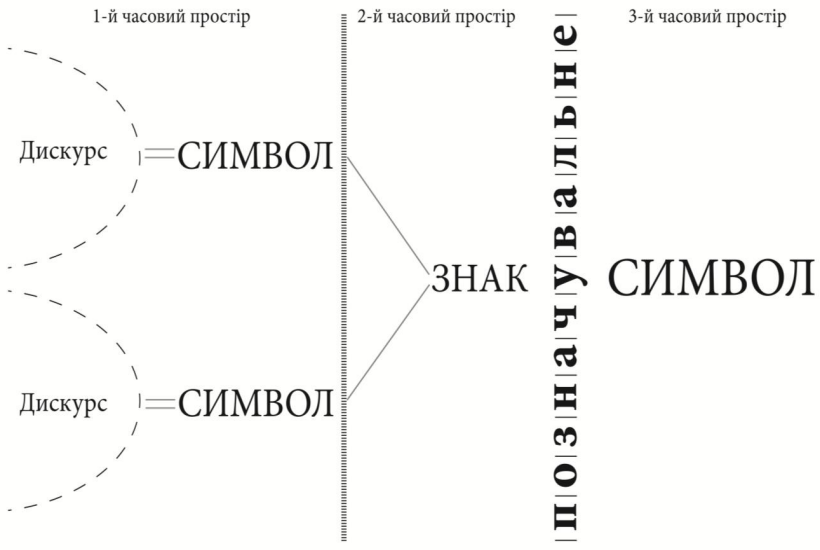 1-й часовий простір
2-й часовий простір
3-й часовий простір
Дискурс
СИМВОЛ
ЗНАК
позначувальне
СИМВОЛ
Дискурс
СИМВОЛ